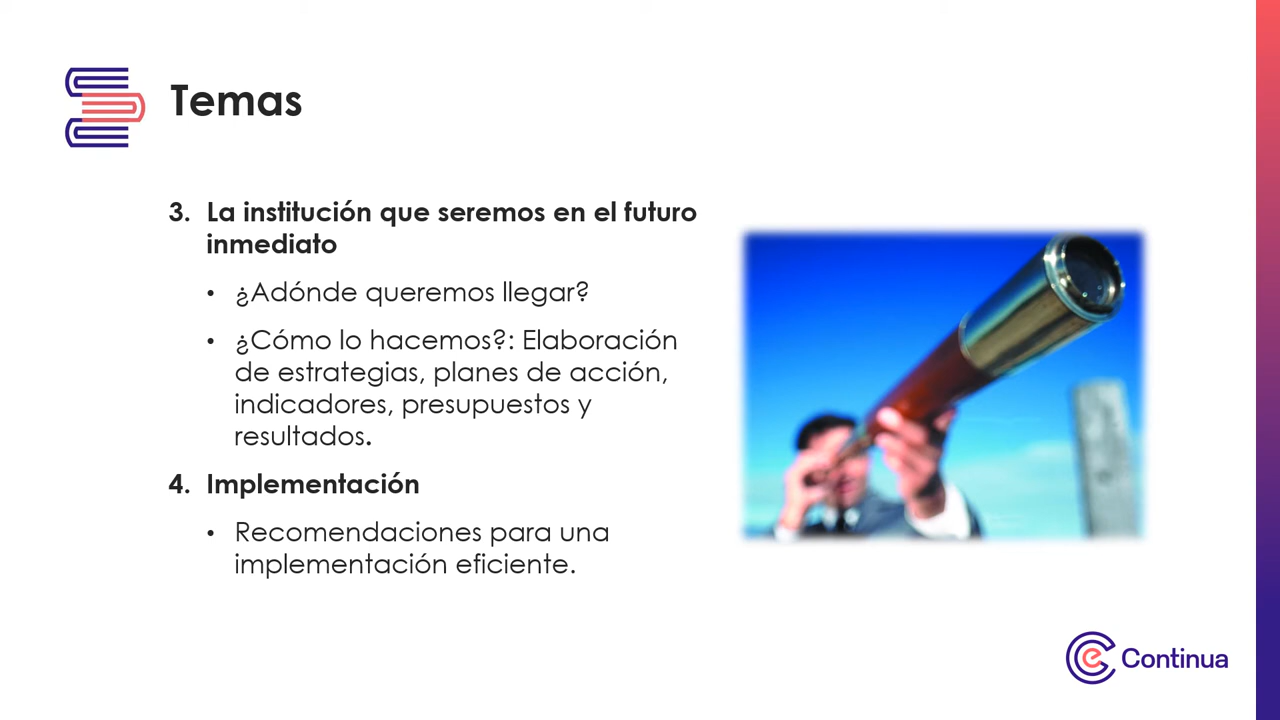 Temas
3. La institución que seremos en el futuro
inmediato
• ¿Adónde queremos llegar?
• ¿Cómo lo hacemos?: Elaboración
de estrategias, planes de acción,
indicadores, presupuestos y
resultados.
4. Implementación
• Recomendaciones para una
implementación eficiente.
e Continua